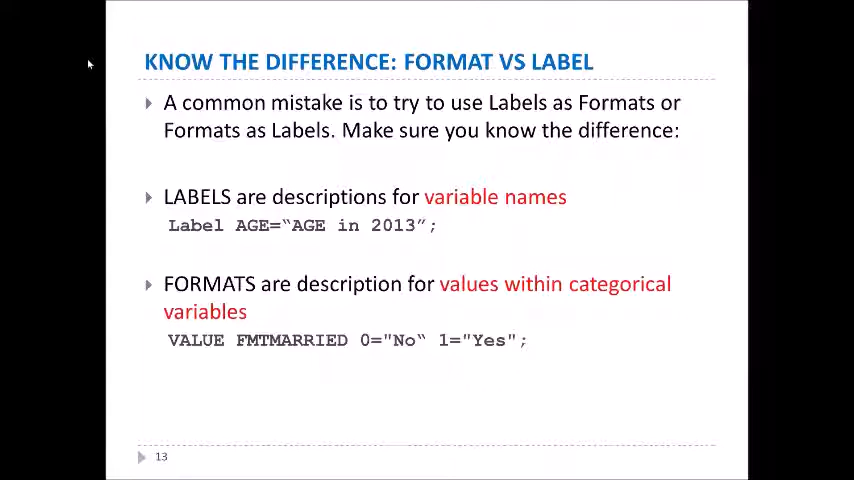 KNOW THE DIFFERENCE: FORMAT VS LABEL
A common mistake is to try to use Labels as Formats or
Formats as Labels. Make sure you know the difference:
LABELS are descriptions for variable names
Label AGE=“AGE in 2013”;
FORMATS are description for values within categorical
variables
VALUE FMTMARRIED 0="No“ 1="Yes";
13